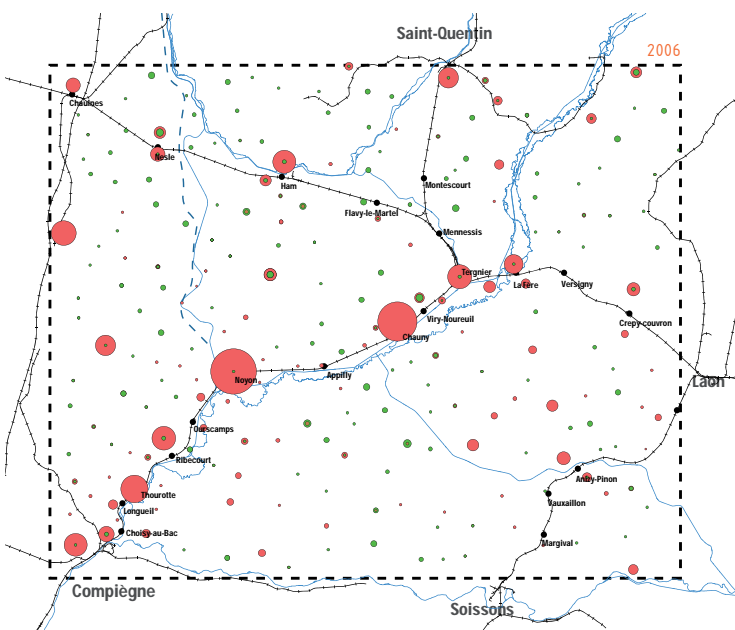 Saint-Quentin
2006
Chaulnes
Nesle
Ham
Montescourt
Flavy-le-Martel
Mennessis
Tergnier
La Fère
Versigny
Viry-Noureuil
Crepy-couvron
Chauny
Noyon
Appilly
Laon
Ourscamps
Ribécourt
Anizy-Pinon
Thourotte
Vauxaillon
Longueil
Choisy-au-Bac
Margival
Compiègne
Soissons